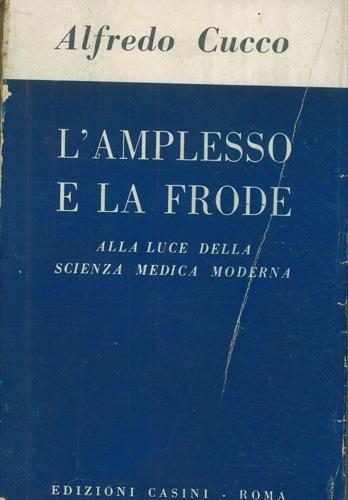 Alfredo Cucco
L'AMPLESSO
E LA FRODE
ALLA LUCE DELLA
SCIENZA MEDICA MODERNA
EDIZIONI CASINI - ROMA